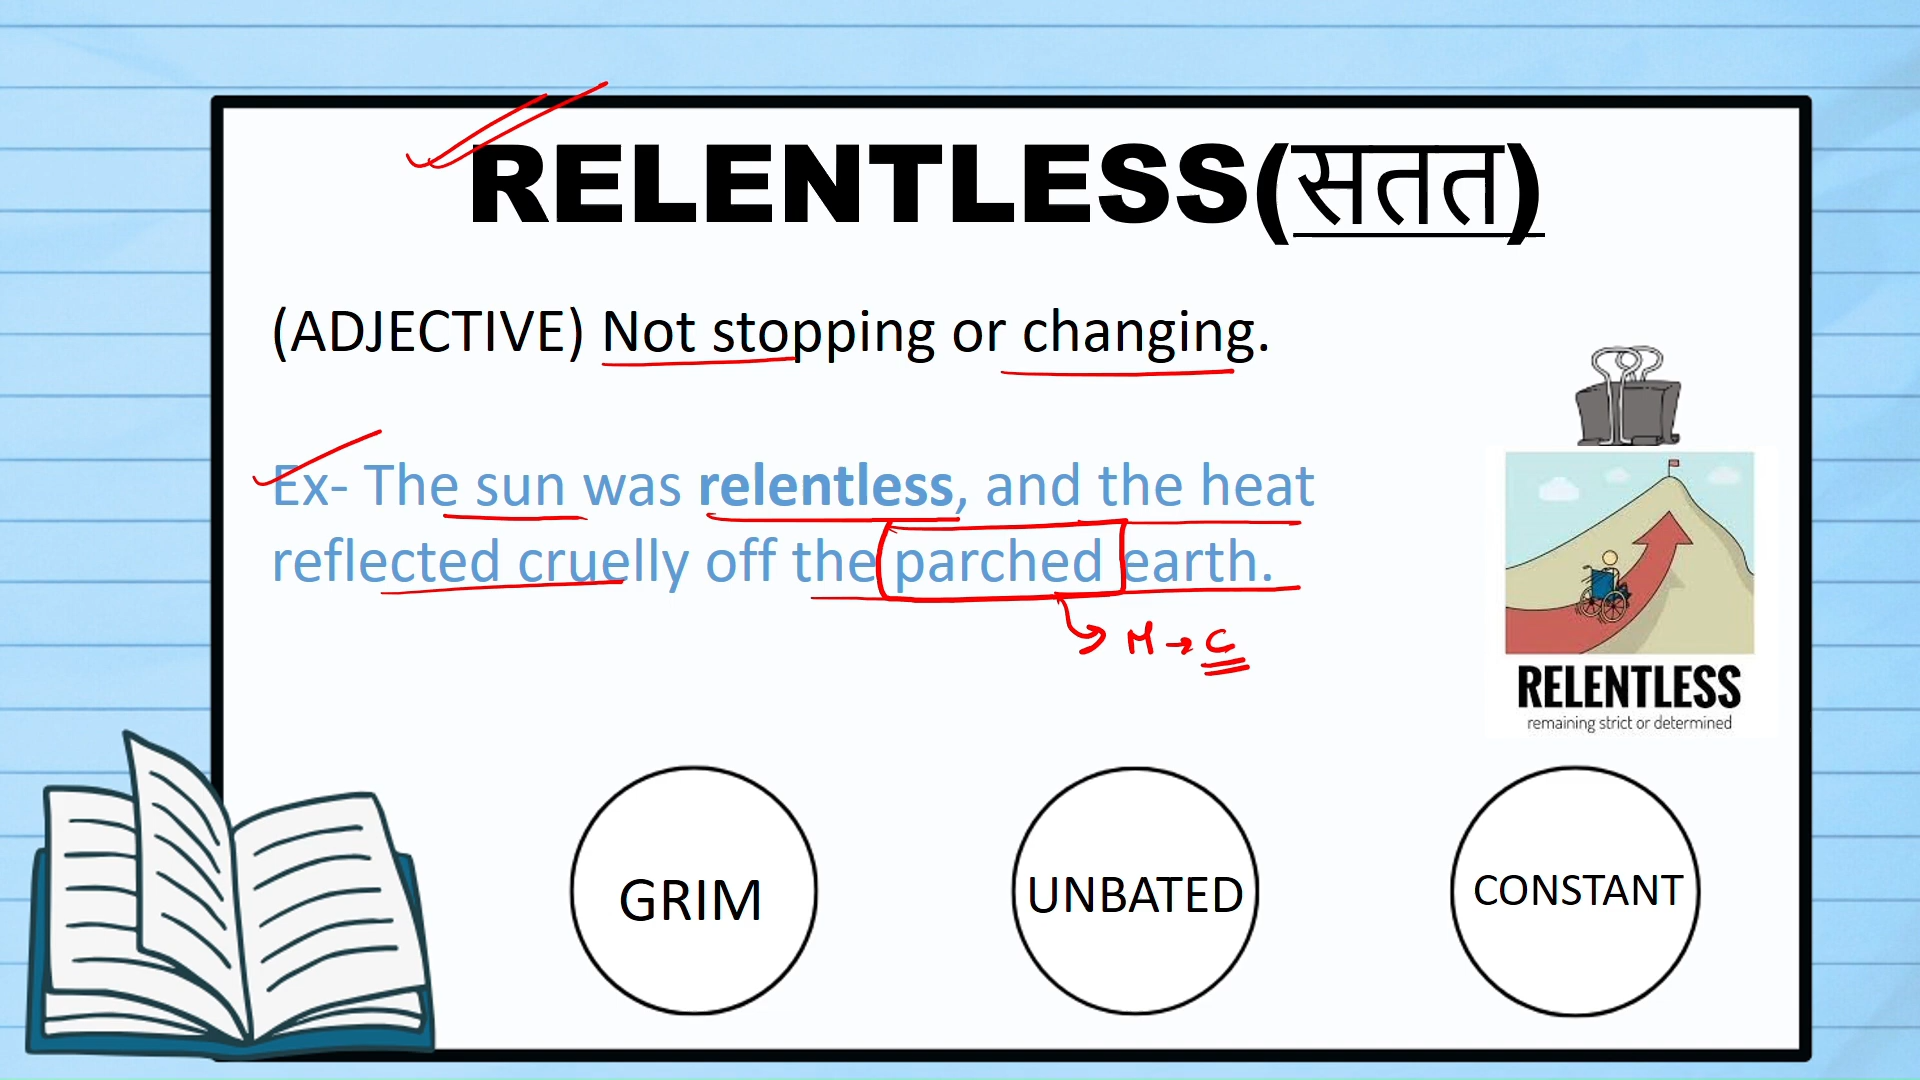 RELENTLESS(सतत)
(ADJECTIVE) Not stopping or changing.
Ex- The sun was relentless, and the heat
reflected cruelly off the parched earth.
M → C
RELENTLESS
remaining strict or determined
GRIM
UNBATED
CONSTANT